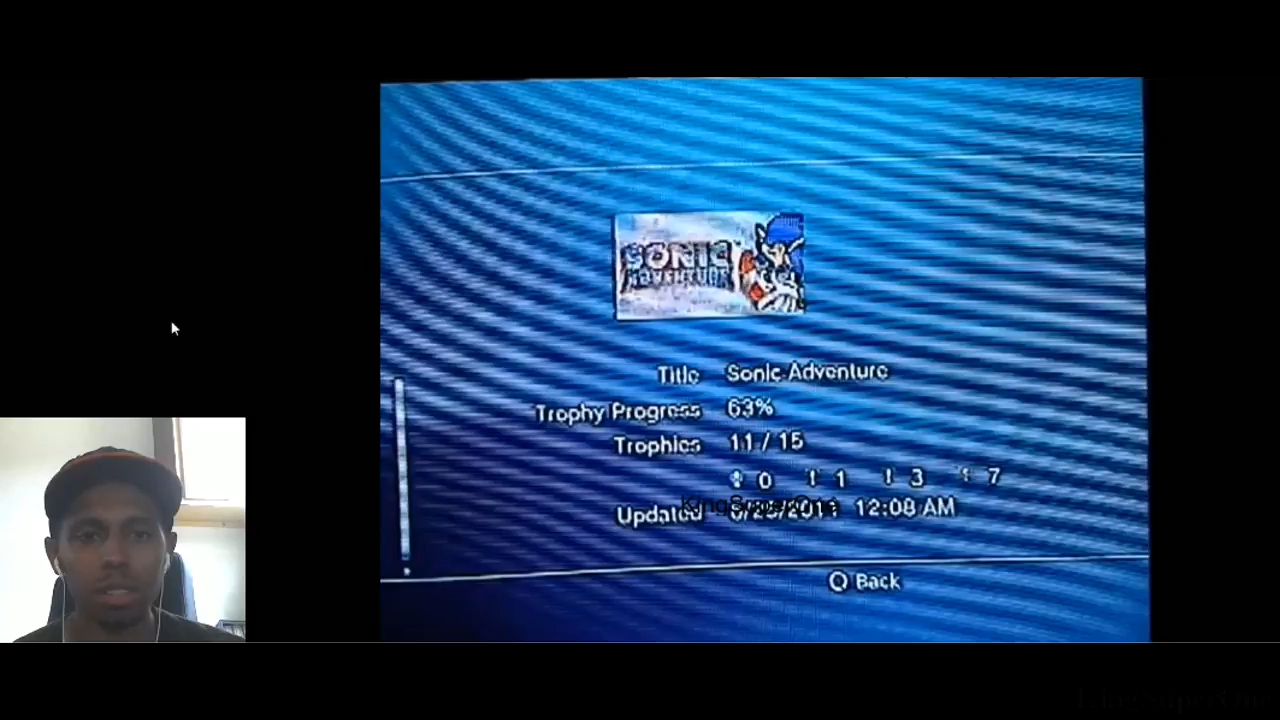 SONIC
ADVENTURE
Title Sonic Adventure
Trophy Progress 63%
Trophies 11 / 15
0 1 3 7
KingSuperOne
Updated 12:08 AM
Back